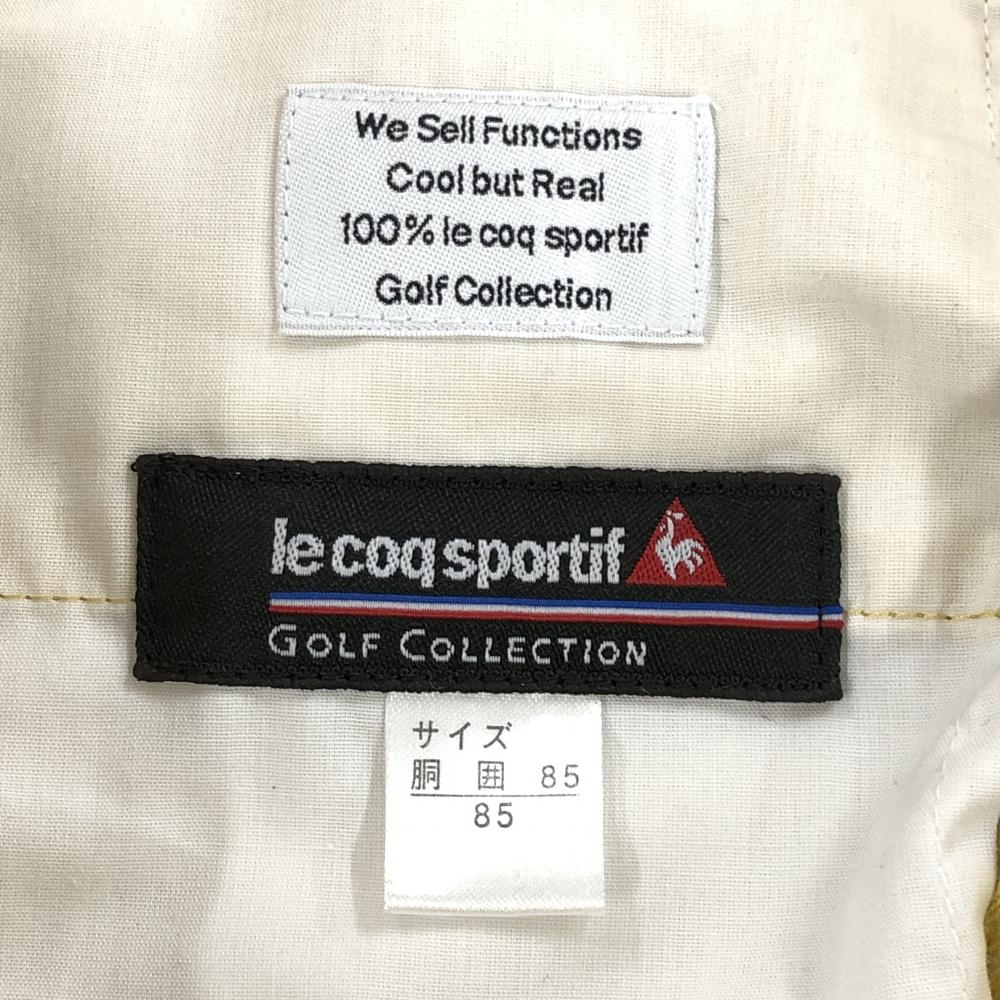 We Sell Functions
Cool but Real
100% le coq sportif
Golf Collection
le coq sportif
GOLF COLLECTION
サイズ
胴 囲 85
85